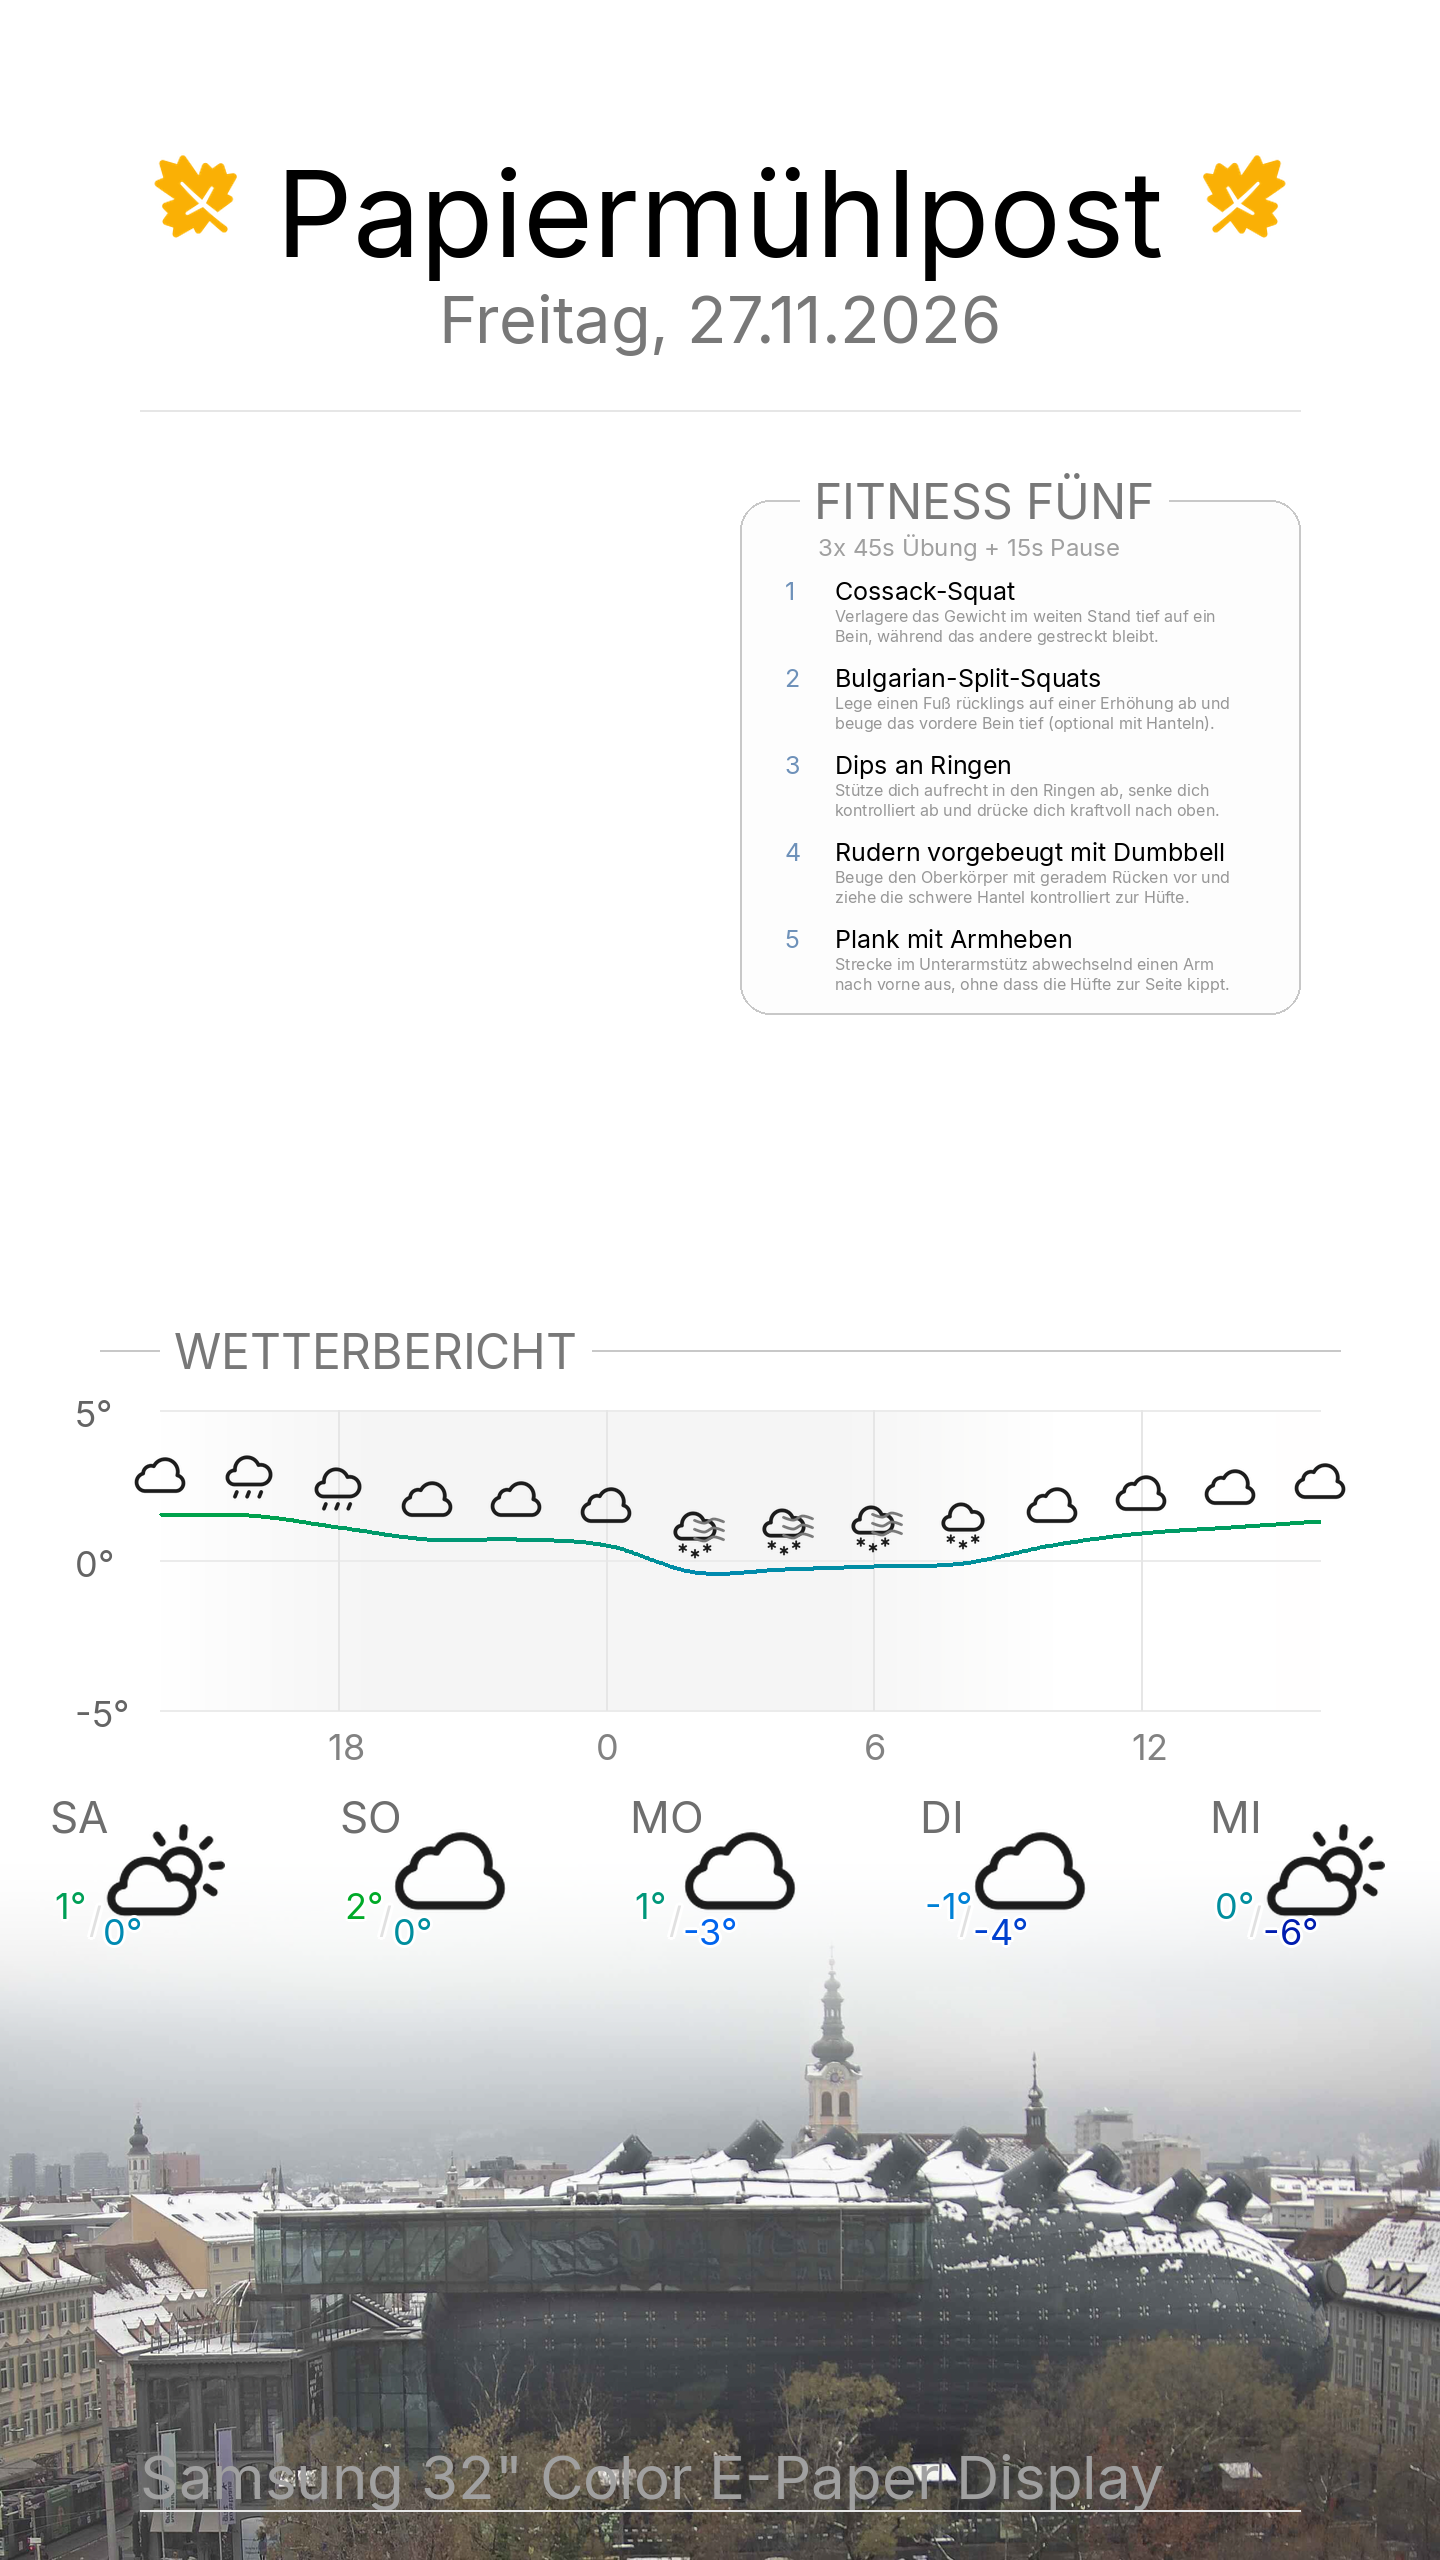 Papiermühlpost
Freitag, 27.11.2026
FITNESS FÜNF
3x 45s Übung + 15s Pause
1 Cossack-Squat
Verlagere das Gewicht im weiten Stand tief auf ein
Bein, während das andere gestreckt bleibt.
2 Bulgarian-Split-Squats
Lege einen Fuß rücklings auf einer Erhöhung ab und
beuge das vordere Bein tief (optional mit Hanteln).
3 Dips an Ringen
Stütze dich aufrecht in den Ringen ab, senke dich
kontrolliert ab und drücke dich kraftvoll nach oben.
4 Rudern vorgebeugt mit Dumbbell
Beuge den Oberkörper mit geradem Rücken vor und
ziehe die schwere Hantel kontrolliert zur Hüfte.
5 Plank mit Armheben
Strecke im Unterarmstütz abwechselnd einen Arm
nach vorne aus, ohne dass die Hüfte zur Seite kippt.
WETTERBERICHT
5°
0°
-5°
18 0 6 12
SA SO MO DI MI
1° / 0° 2° / 0° 1° / -3° -1° / -4° 0° / -6°
Samsung 32" Color E-Paper Display